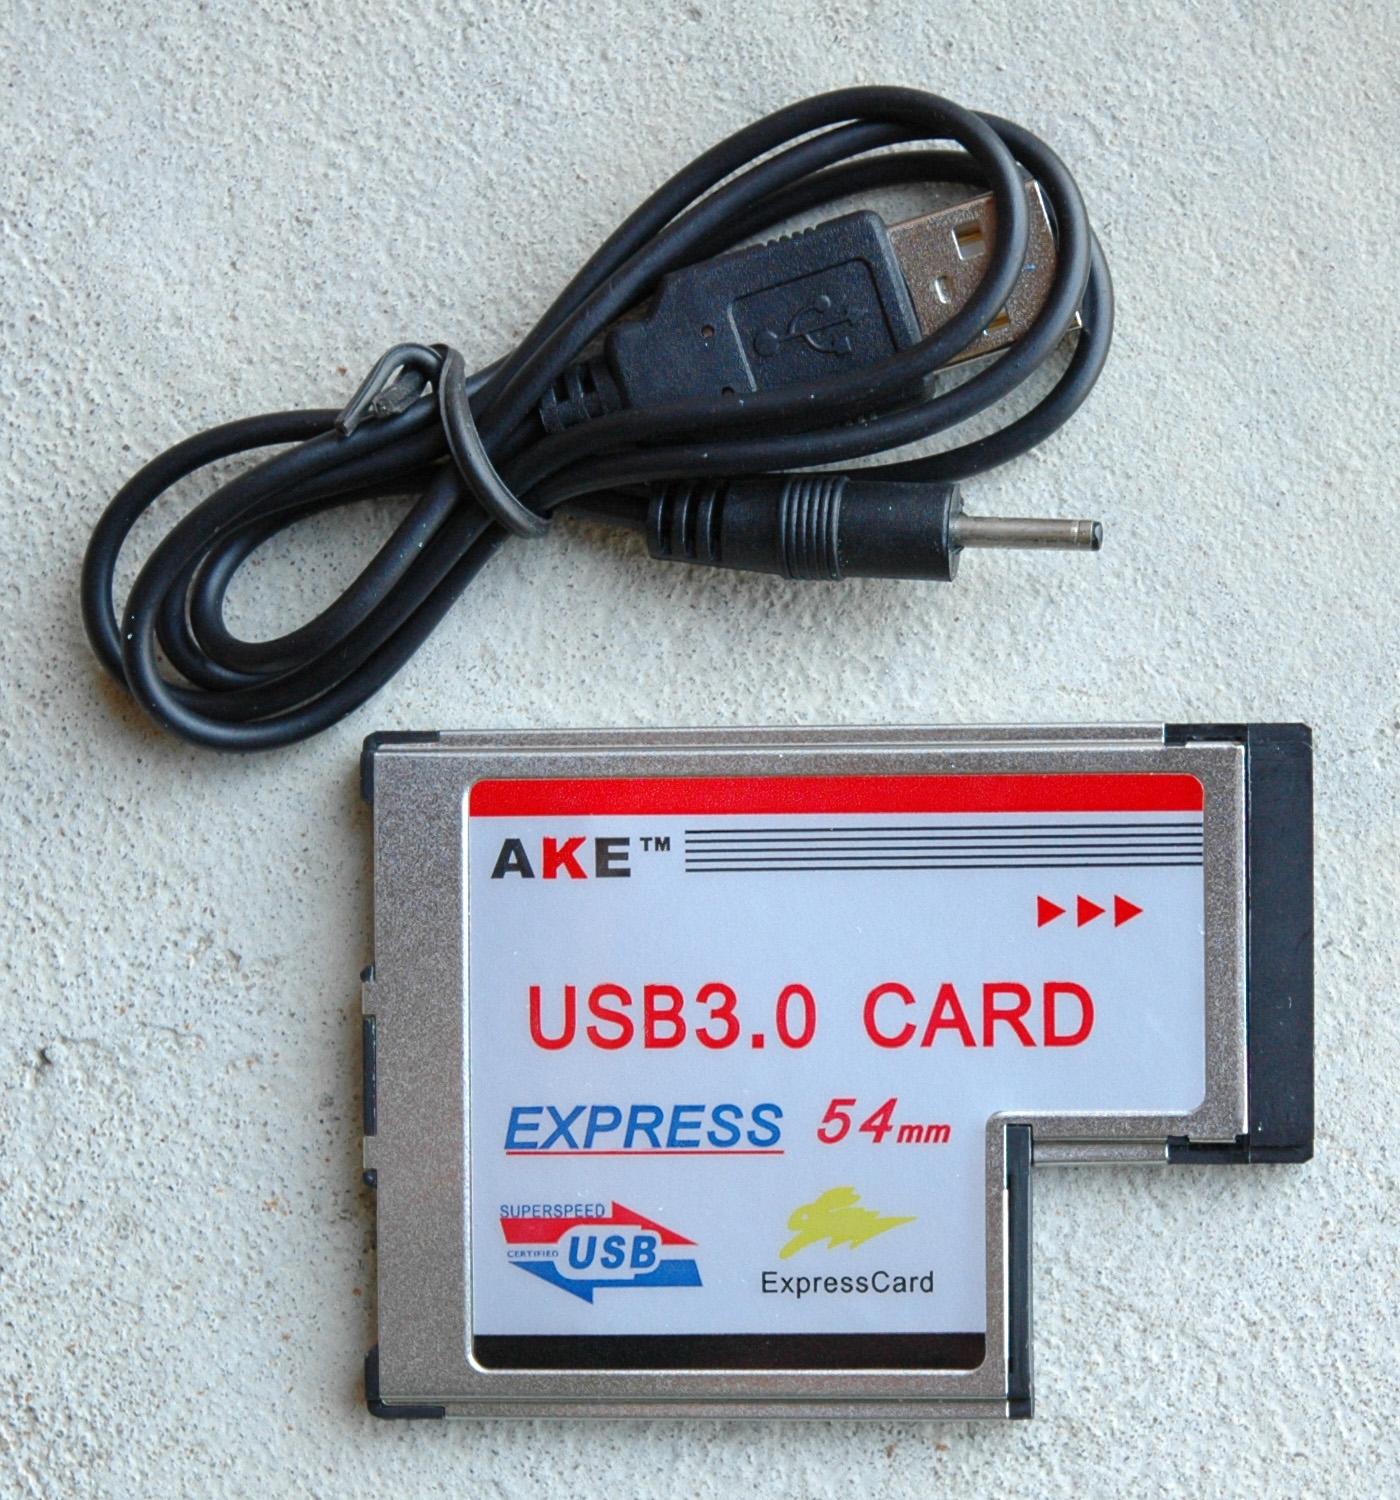 AKE™
USB3.0 CARD
EXPRESS 54mm
SUPERSPEED
CERTIFIED USB
ExpressCard